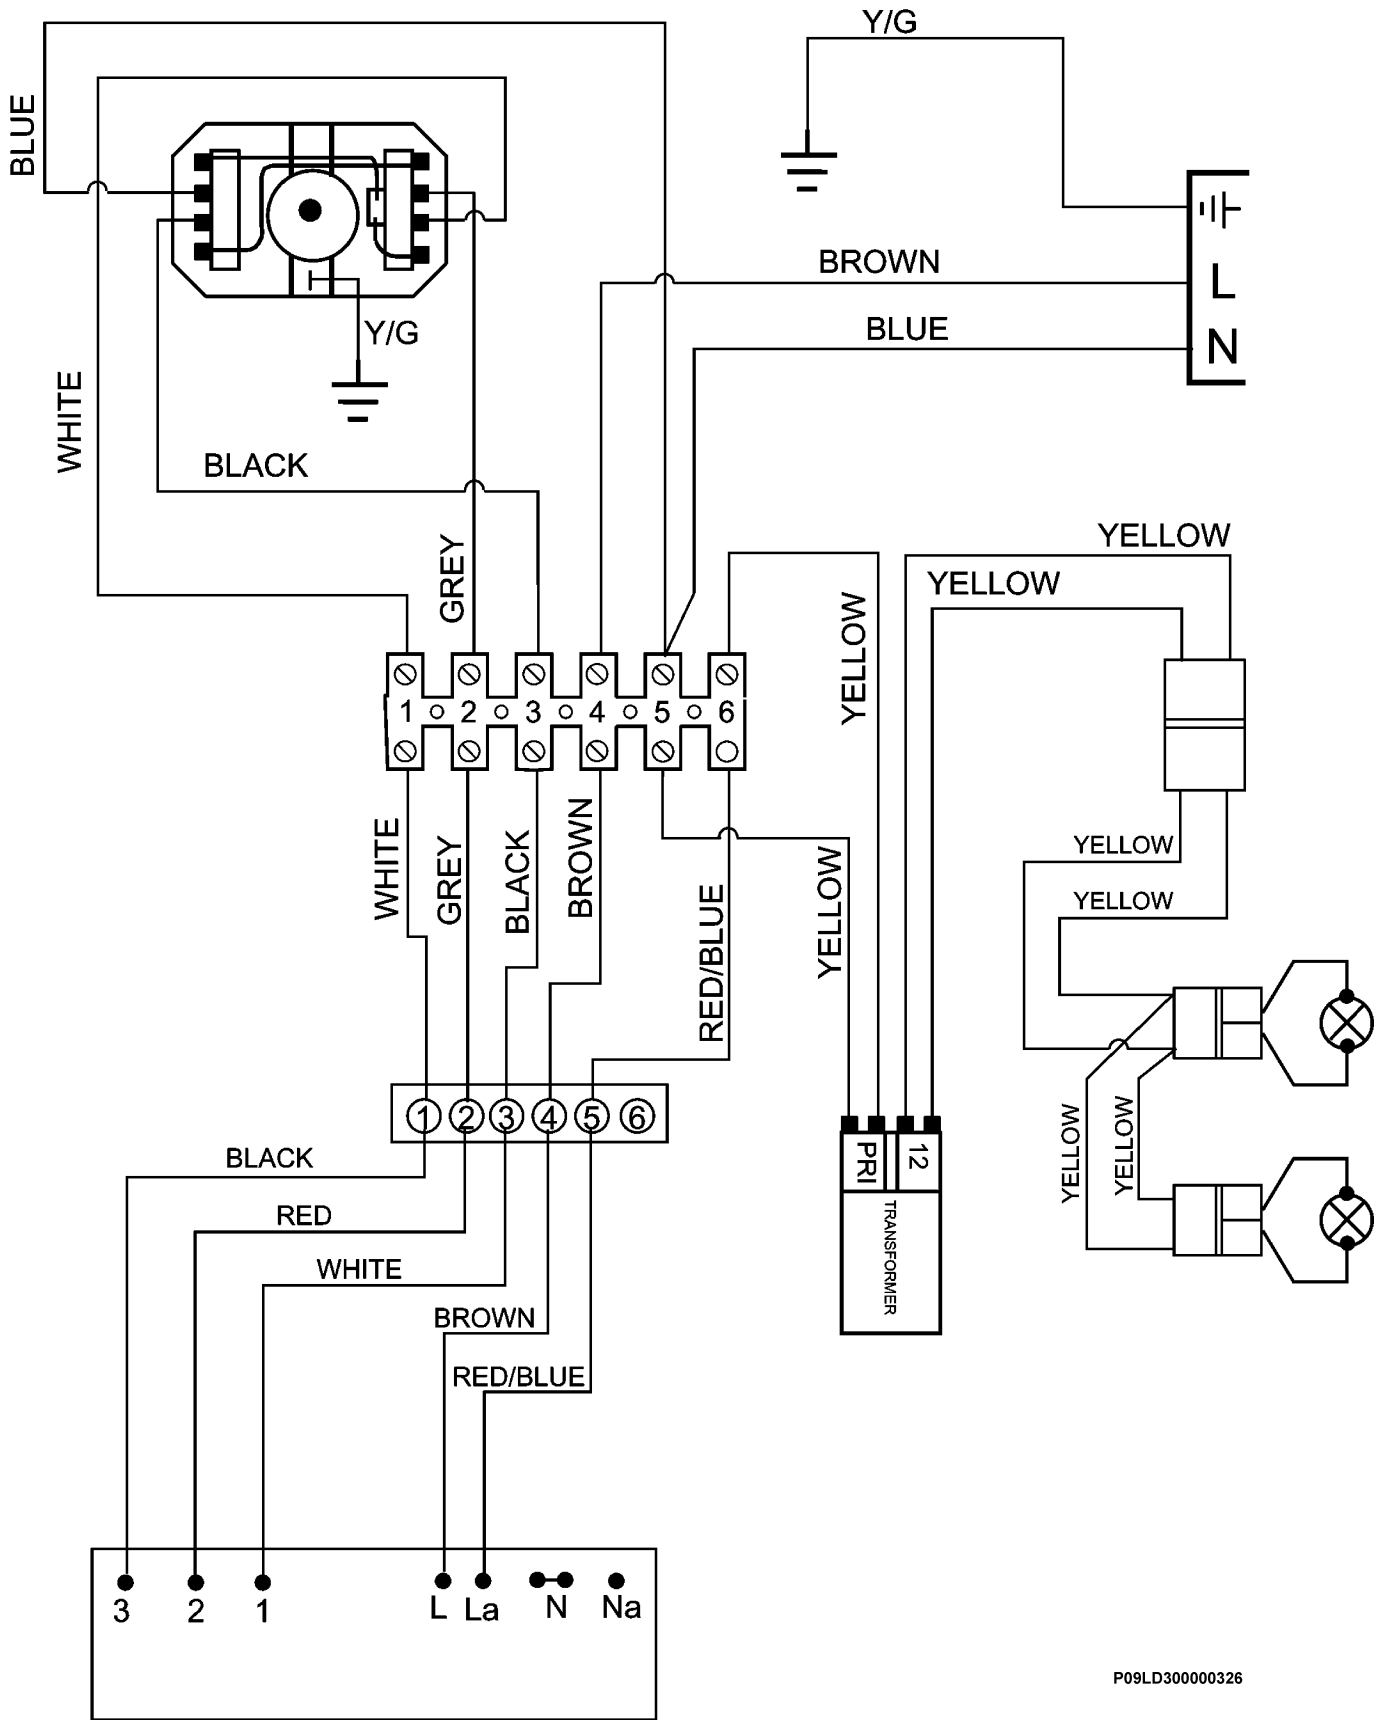 Y/G
BLUE
BROWN
L
BLUE
N
Y/G
WHITE
BLACK
GREY
YELLOW
YELLOW
YELLOW
1 2 3 4 5 6
WHITE
GREY
BLACK
BROWN
RED/BLUE
YELLOW
YELLOW
YELLOW
1 2 3 4 5 6
PRI
12
TRANSFORMER
YELLOW
YELLOW
BLACK
RED
WHITE
BROWN
RED/BLUE
3 2 1 L La N Na
P09LD300000326